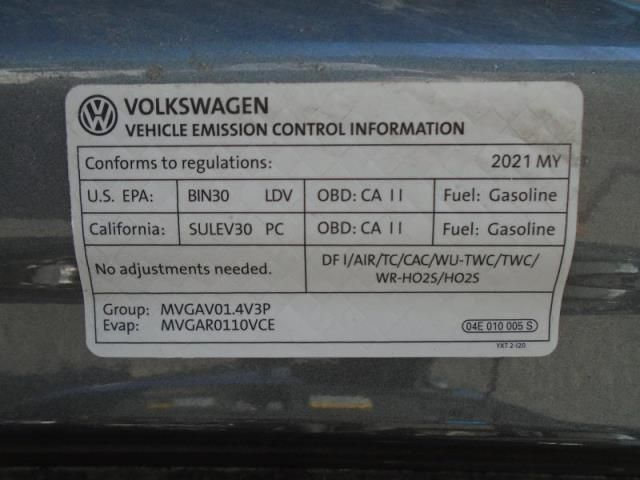 VOLKSWAGEN
VEHICLE EMISSION CONTROL INFORMATION
Conforms to regulations: 2021 MY
U.S. EPA: BIN30 LDV OBD: CA II Fuel: Gasoline
California: SULEV30 PC OBD: CA II Fuel: Gasoline
No adjustments needed. DF I/AIR/TC/CAC/WU-TWC/TWC/
WR-HO2S/HO2S
Group: MVGAV01.4V3P
Evap: MVGAR0110VCE
04E 010 005 S
YXT 2-I20